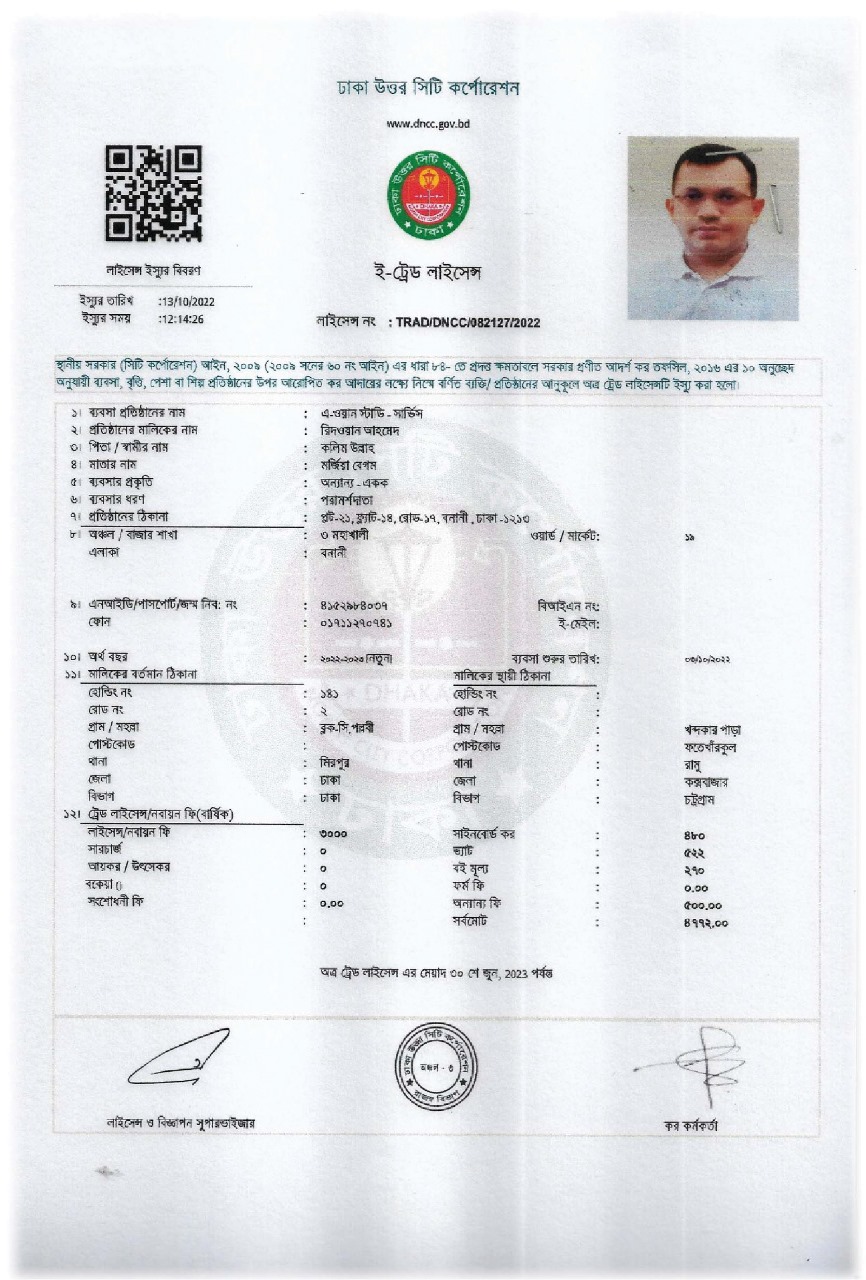 ঢাকা উত্তর সিটি কর্পোরেশন
www.dncc.gov.bd
ঢাকা উত্তর সিটি কর্পোরেশন
DHAKA
ঢাকা
লাইসেন্স ইস্যুর বিবরণ
ই-ট্রেড লাইসেন্স
ইস্যুর তারিখ :13/10/2022
ইস্যুর সময় :12:14:26
লাইসেন্স নং : TRAD/DNCC/082127/2022
স্থানীয় সরকার (সিটি কর্পোরেশন) আইন, ২০০৯ (২০০৯ সনের ৬০ নং আইন) এর ধারা ৮৪- তে প্রদত্ত ক্ষমতাবলে সরকার প্রণীত আদর্শ কর তফসিল, ২০১৬ এর ১০ অনুচ্ছেদ
অনুযায়ী ব্যবসা, বৃত্তি, পেশা বা শিল্প প্রতিষ্ঠানের উপর আরোপিত কর আদায়ের লক্ষ্যে নিম্নে বর্ণিত ব্যক্তি/ প্রতিষ্ঠানের অনুকূলে অত্র ট্রেড লাইসেন্সটি ইস্যু করা হলো:
১। ব্যবসা প্রতিষ্ঠানের নাম : এ-ওয়ান স্টাডি - সার্ভিস
২। প্রতিষ্ঠানের মালিকের নাম : রিদওয়ান আহমেদ
৩। পিতা / স্বামীর নাম : কলিম উল্লাহ
৪। মাতার নাম : মর্জিয়া বেগম
৫। ব্যবসার প্রকৃতি : অন্যান্য - একক
৬। ব্যবসার ধরণ : পরামর্শদাতা
৭। প্রতিষ্ঠানের ঠিকানা : প্লট-২১, ফ্ল্যাট-১৪, রোড-১৭, বনানী , ঢাকা -১২১৩
৮। অঞ্চল / বাজার শাখা : ৩ মহাখালী ওয়ার্ড / মার্কেট: ১৯
এলাকা : বনানী
৯। এনআইডি/পাসপোর্ট/জন্ম নিব: নং : ৪১৫২৯৮৪০৩৭ বিআইএন নং:
ফোন : ০১৭১১২৭০৭৪১ ই-মেইল:
১০। অর্থ বছর : ২০২২-২০২৩ (নতুন) ব্যবসা শুরুর তারিখ: ০৩/১০/২০২২
১১। মালিকের বর্তমান ঠিকানা মালিকের স্থায়ী ঠিকানা
হোল্ডিং নং : ১৪১ হোল্ডিং নং :
রোড নং : ২ রোড নং :
গ্রাম / মহল্লা : ব্লক-সি,পল্লবী গ্রাম / মহল্লা : খন্দকার পাড়া
পোস্টকোড : পোস্টকোড : ফতেখাঁরকুল
থানা : মিরপুর থানা : রামু
জেলা : ঢাকা জেলা : কক্সবাজার
বিভাগ : ঢাকা বিভাগ : চট্টগ্রাম
১২। ট্রেড লাইসেন্স/নবায়ন ফি(বার্ষিক)
লাইসেন্স/নবায়ন ফি : ৩০০০ সাইনবোর্ড কর : ৪৮০
সারচার্জ : ০ ভ্যাট : ৫২২
আয়কর / উৎসেকর : ০ বই মূল্য : ২৭০
বকেয়া () : ০ ফর্ম ফি : ০.০০
সংশোধনী ফি : ০.০০ অন্যান্য ফি : ৫০০.০০
: সর্বমোট : ৪৭৭২.০০
অত্র ট্রেড লাইসেন্স এর মেয়াদ ৩০ শে জুন, 2023 পর্যন্ত
ঢাকা উত্তর সিটি কর্পোরেশন
অঞ্চল - ৩
রাজস্ব বিভাগ
লাইসেন্স ও বিজ্ঞাপন সুপারভাইজার
কর কর্মকর্তা